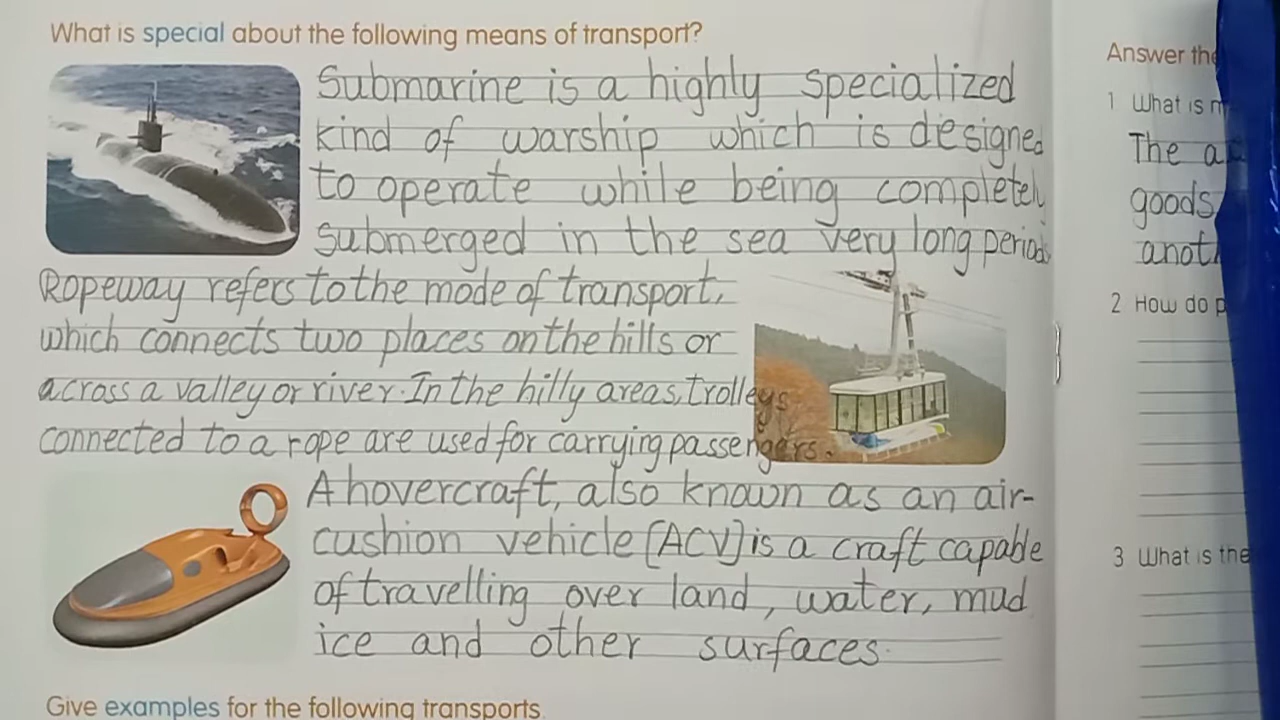 What is special about the following means of transport?
Submarine is a highly specialized
kind of warship which is designed
to operate while being completely
submerged in the sea very long periods
Ropeway refers to the mode of transport,
which connects two places on the hills or
across a valley or river. In the hilly areas, trolleys
connected to a rope are used for carrying passengers.
A hovercraft, also known as an air-
cushion vehicle (ACV) is a craft capable
of travelling over land, water, mud
ice and other surfaces.
Give examples for the following transports
Answer the
1 What is
The
goods
2 How do
3 What is the